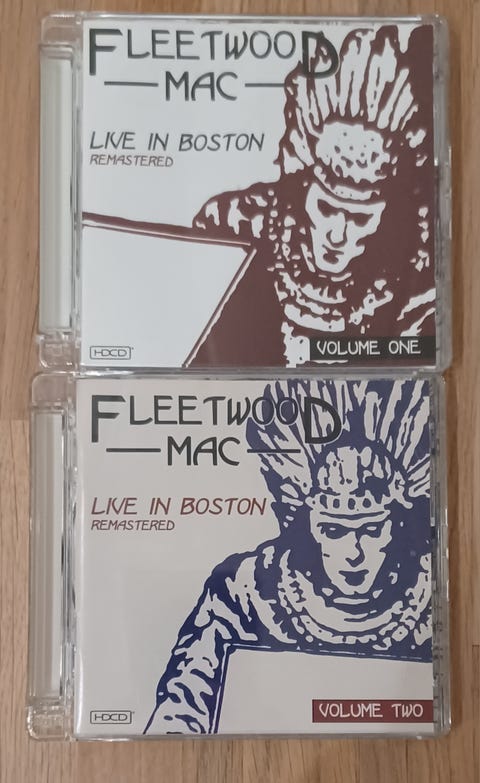 FLEETWOOD
MAC
LIVE IN BOSTON
REMASTERED
HDCD
VOLUME ONE
FLEETWOOD
MAC
LIVE IN BOSTON
REMASTERED
HDCD
VOLUME TWO